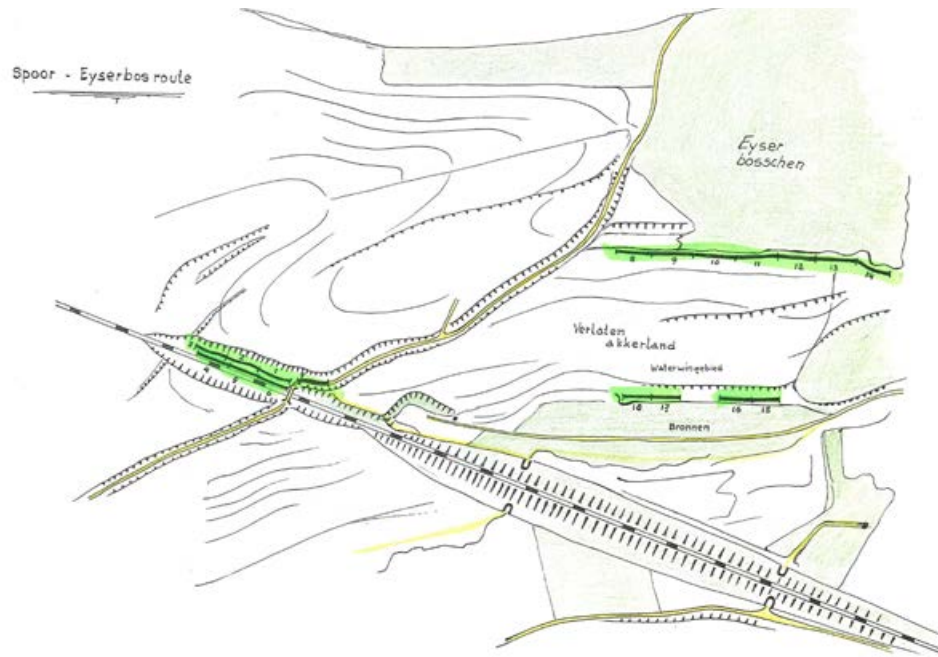 Spoor - Eyserbos route
Eyser
bosschen
8 9 10 11 12 13 14
Verlaten
akkerland
Waterwingebied
18 17 16 15
Bronnen